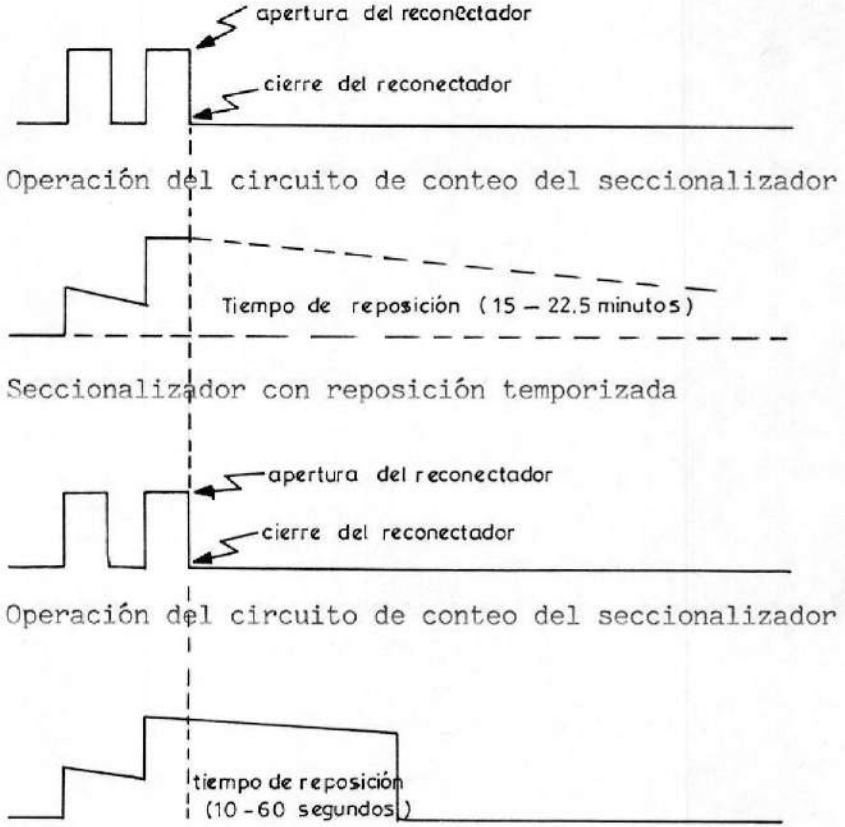 apertura del reconectador
cierre del reconectador
Operación del circuito de conteo del seccionalizador
Tiempo de reposición (15 – 22.5 minutos)
Seccionalizador con reposición temporizada
apertura del reconectador
cierre del reconectador
Operación del circuito de conteo del seccionalizador
tiempo de reposición
(10-60 segundos)